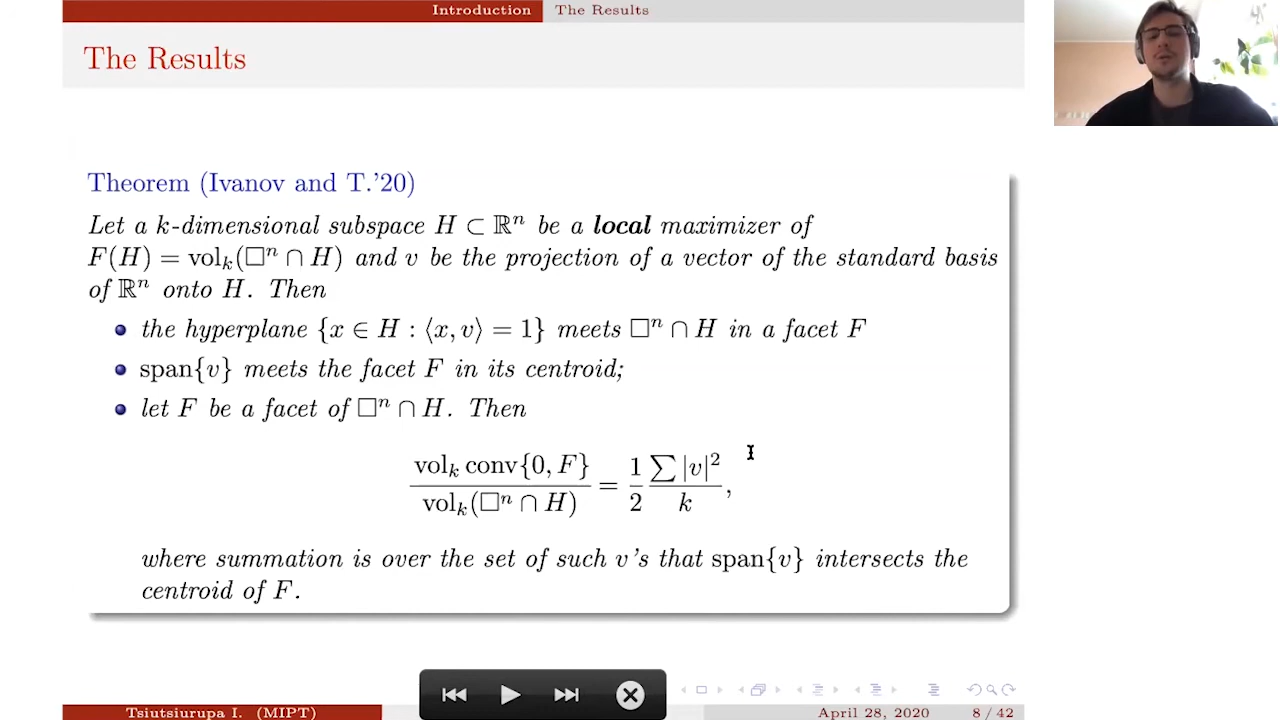 Introduction The Results
The Results
Theorem (Ivanov and T.'20)
Let a k-dimensional subspace H ⊂ ℝⁿ be a local maximizer of
F(H) = volₖ(□ⁿ ∩ H) and v be the projection of a vector of the standard basis
of ℝⁿ onto H. Then
the hyperplane {x ∈ H : ⟨x, v⟩ = 1} meets □ⁿ ∩ H in a facet F
span{v} meets the facet F in its centroid;
let F be a facet of □ⁿ ∩ H. Then
volₖ conv{0, F} / volₖ(□ⁿ ∩ H) = 1/2 ∑ |v|² / k,
where summation is over the set of such v's that span{v} intersects the
centroid of F.
Tsiutsiurupa I. (MIPT) April 28, 2020 8 / 42